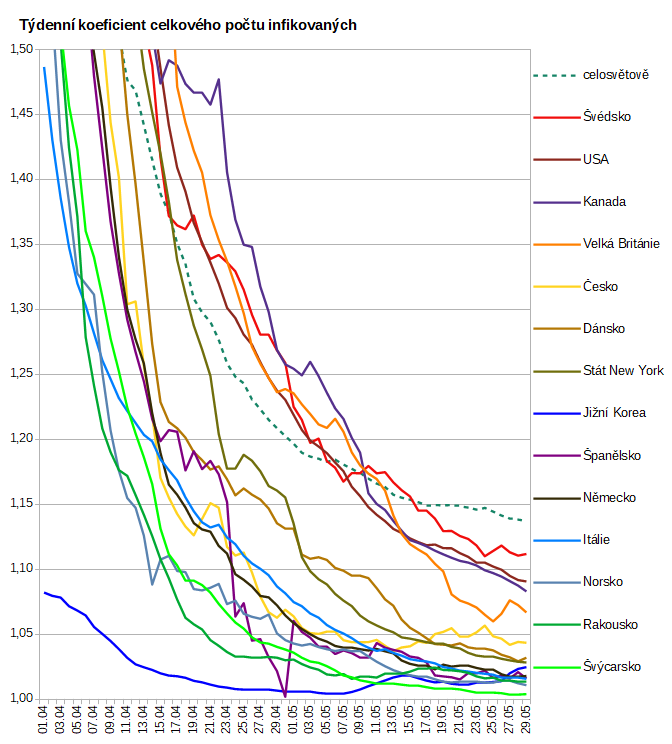 Týdenní koeficient celkového počtu infikovaných
1,50
1,45
1,40
1,35
1,30
1,25
1,20
1,15
1,10
1,05
1,00
celosvětově
Švédsko
USA
Kanada
Velká Británie
Česko
Dánsko
Stát New York
Jižní Korea
Španělsko
Německo
Itálie
Norsko
Rakousko
Švýcarsko
01.04
03.04
05.04
07.04
09.04
11.04
13.04
15.04
17.04
19.04
21.04
23.04
25.04
27.04
29.04
01.05
03.05
05.05
07.05
09.05
11.05
13.05
15.05
17.05
19.05
21.05
23.05
25.05
27.05
29.05